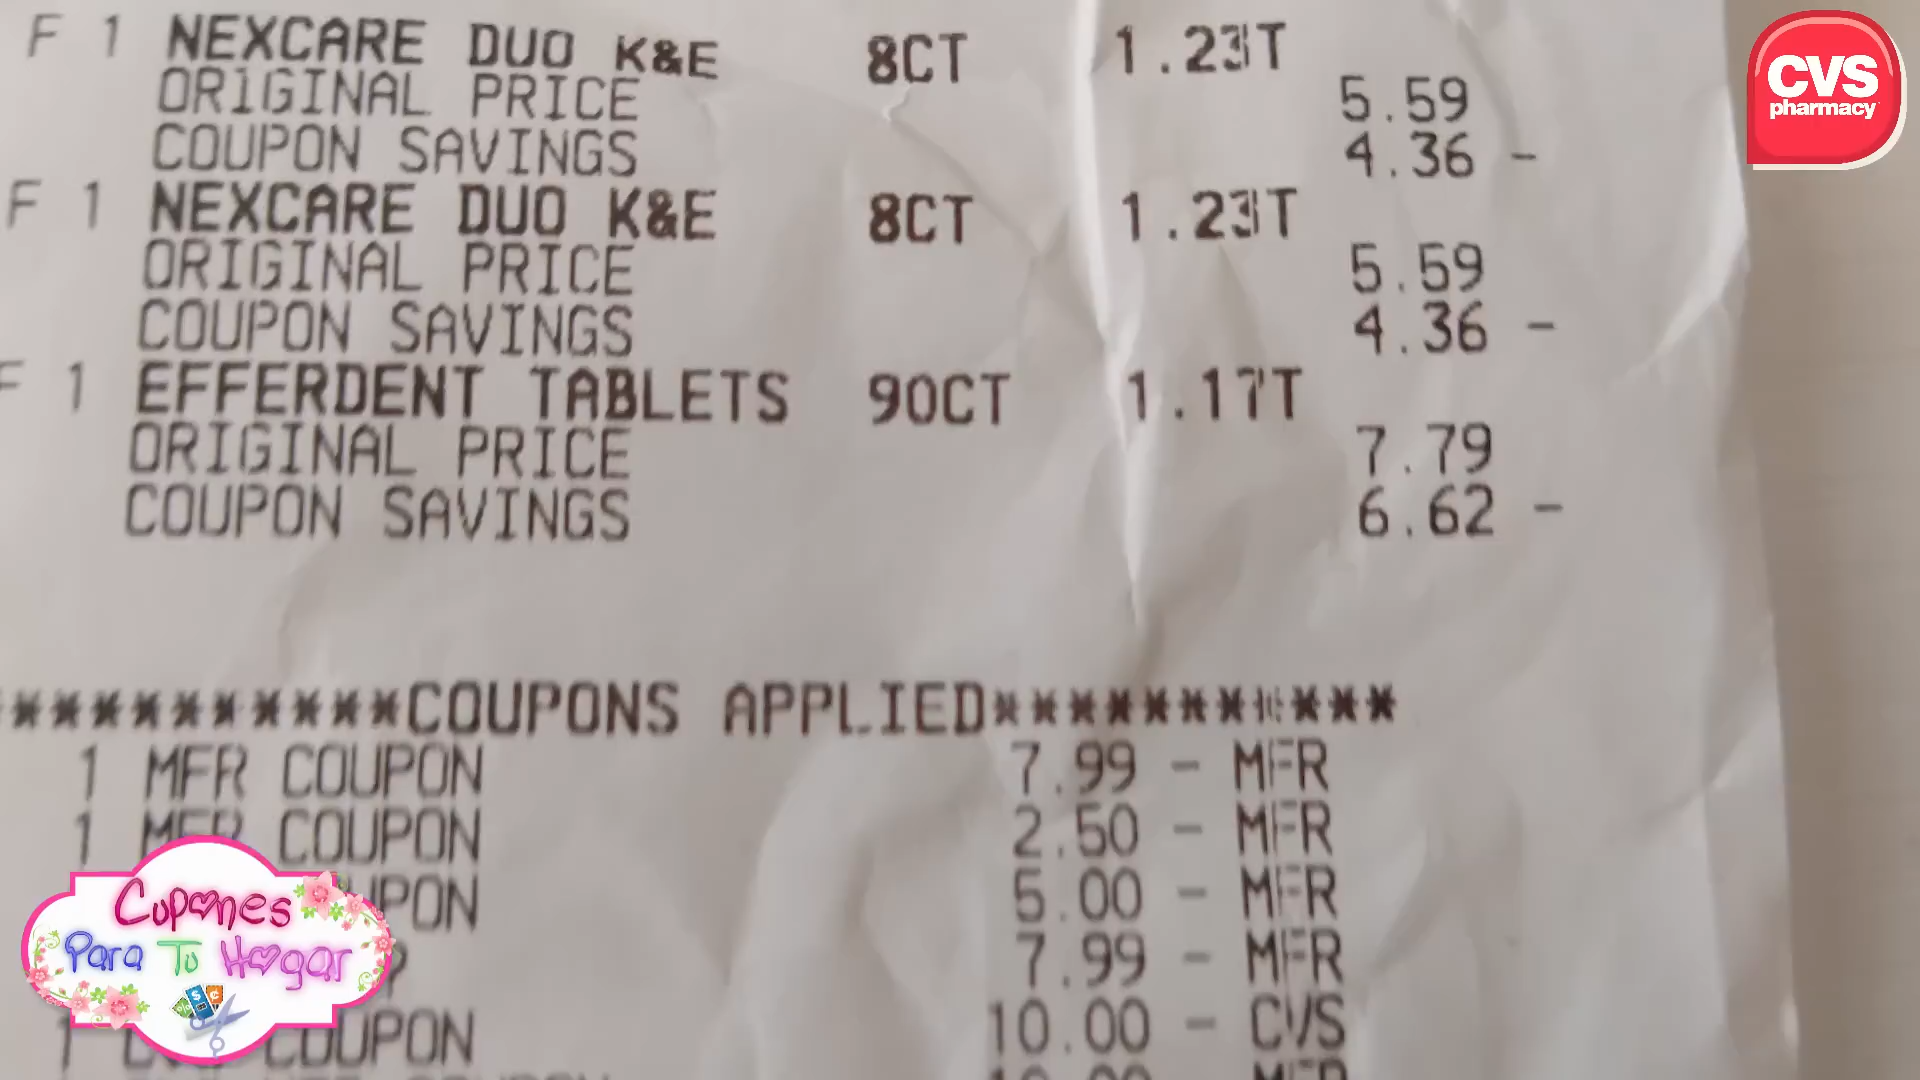 F 1 NEXCARE DUO K&E 8CT 1.23T
ORIGINAL PRICE 5.59
COUPON SAVINGS 4.36 -
F 1 NEXCARE DUO K&E 8CT 1.23T
ORIGINAL PRICE 5.59
COUPON SAVINGS 4.36 -
F 1 EFFERDENT TABLETS 90CT 1.17T
ORIGINAL PRICE 7.79
COUPON SAVINGS 6.62 -
***********COUPONS APPLIED***********
1 MFR COUPON 7.99 - MFR
1 MFR COUPON 2.50 - MFR
5.00 - MFR
7.99 - MFR
1 COUPON 10.00 - CVS
CVS
pharmacy
Cupones
Para Tu Hogar